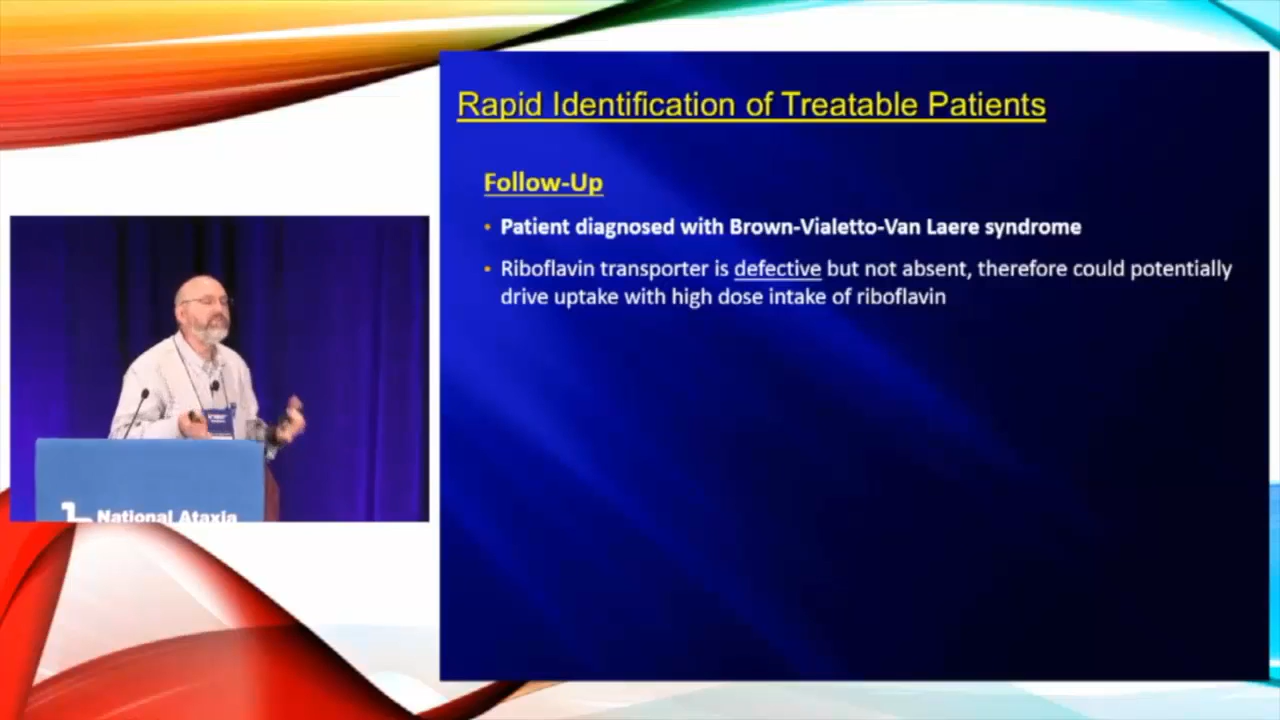 Rapid Identification of Treatable Patients
Follow-Up
• Patient diagnosed with Brown-Vialetto-Van Laere syndrome
• Riboflavin transporter is defective but not absent, therefore could potentially
drive uptake with high dose intake of riboflavin
National Ataxia